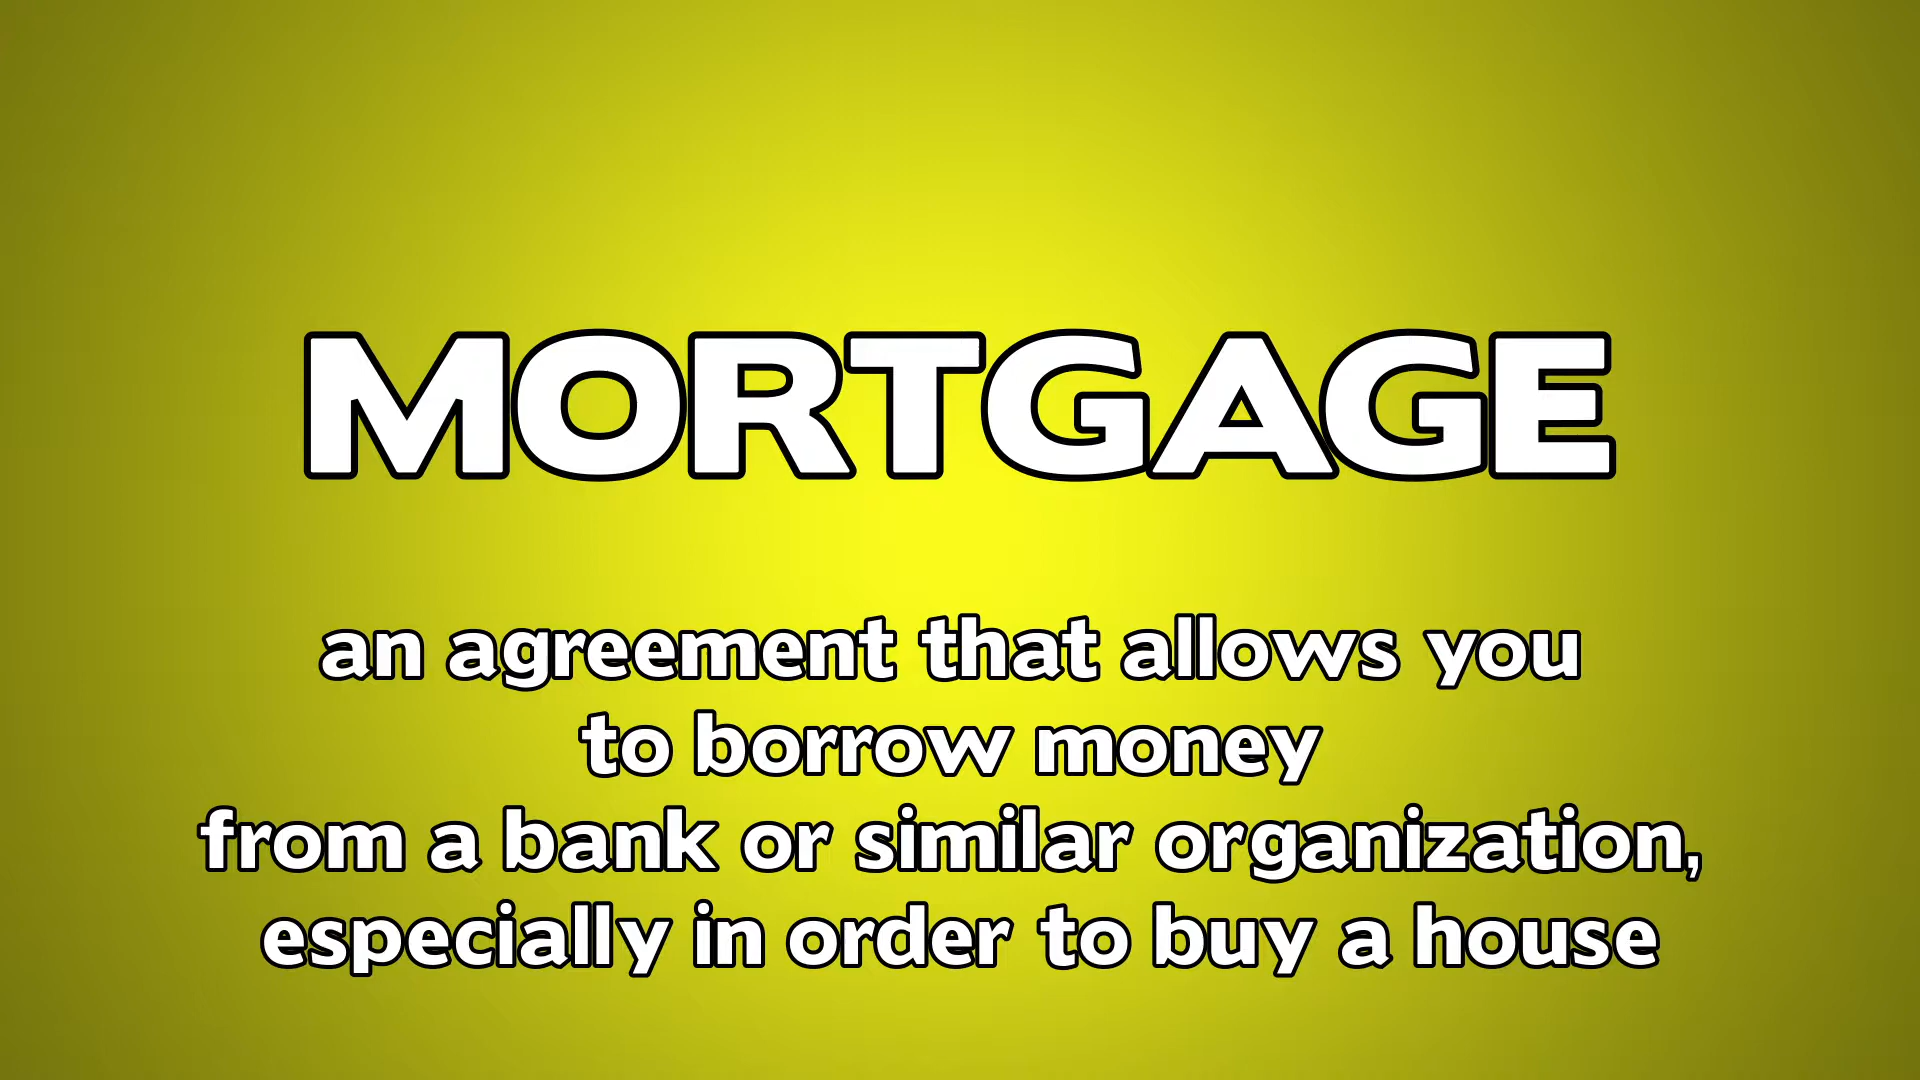 MORTGAGE
an agreement that allows you
to borrow money
from a bank or similar organization,
especially in order to buy a house